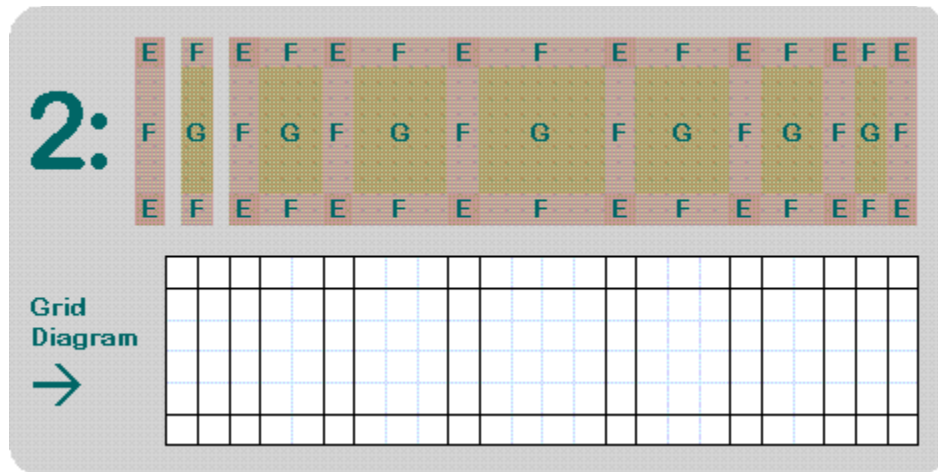 E F E F E F E F E F E F E F E
2: F G F G F G F G F G F G F G F
E F E F E F E F E F E F E F E
Grid
Diagram
→